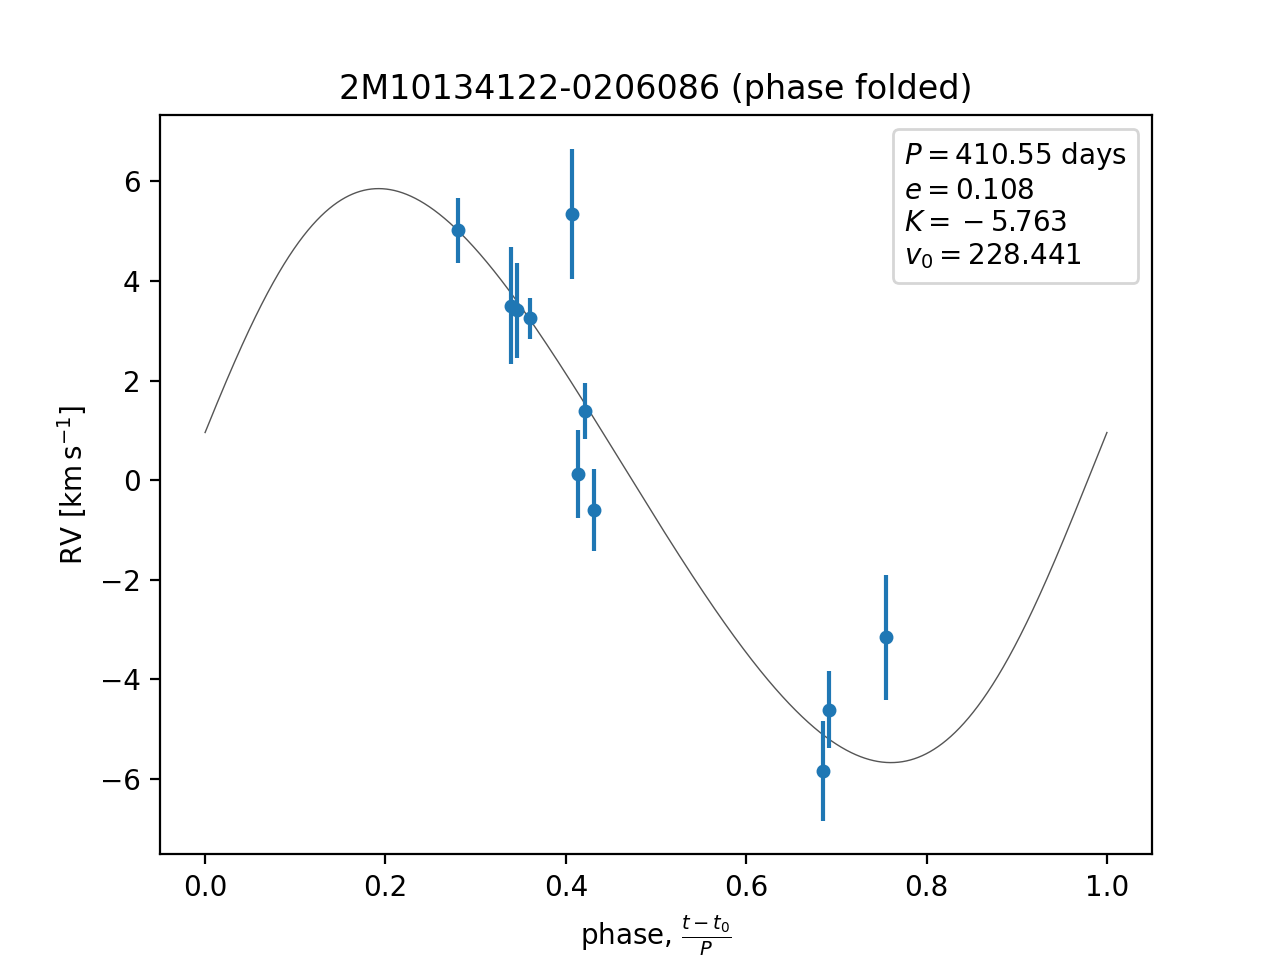 2M10134122-0206086 (phase folded)
P = 410.55 days
e = 0.108
K = −5.763
v₀ = 228.441
RV [km s⁻¹]
6
4
2
0
−2
−4
−6
0.0 0.2 0.4 0.6 0.8 1.0
phase, (t − t₀)/P